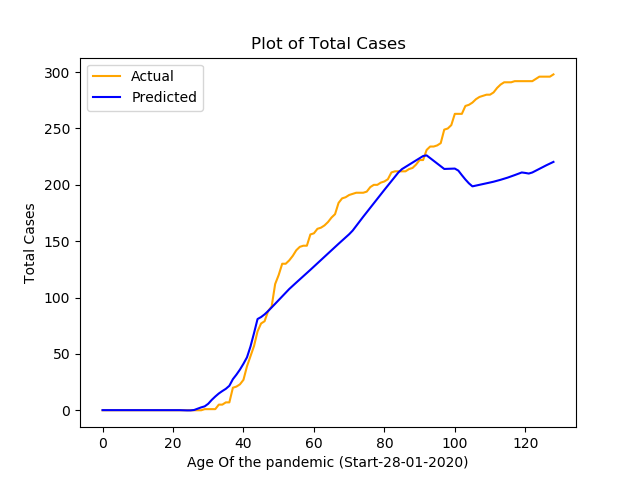 Plot of Total Cases
Actual
Predicted
300
250
200
150
100
50
0
Total Cases
0 20 40 60 80 100 120
Age Of the pandemic (Start-28-01-2020)